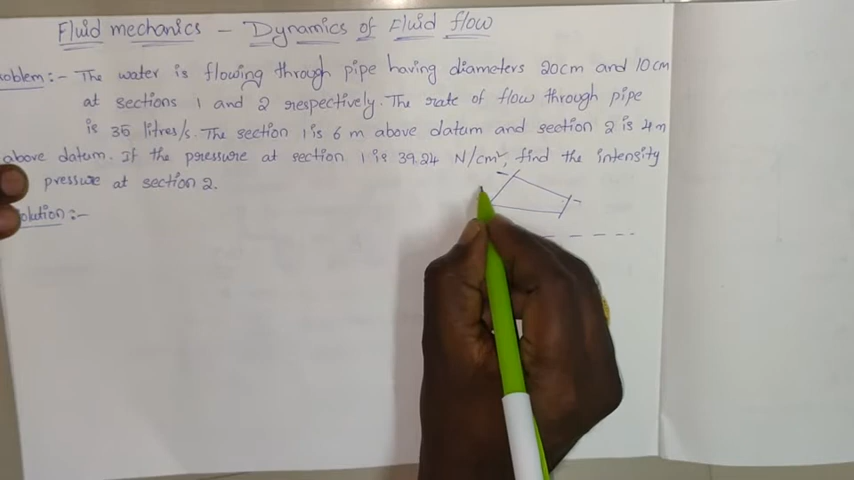 Fluid mechanics - Dynamics of Fluid flow
oblem:- The water is flowing through pipe having diameters 20cm and 10cm
at sections 1 and 2 respectively. The rate of flow through pipe
is 35 litres/s. The section 1 is 6 m above datum and section 2 is 4m
above datum. If the pressure at section 1 is 39.24 N/cm², find the intensity
pressure at section 2.
olution:-